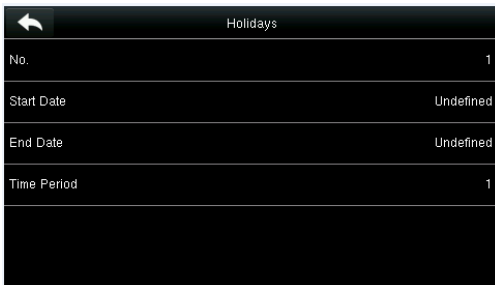 Holidays
No. 1
Start Date Undefined
End Date Undefined
Time Period 1